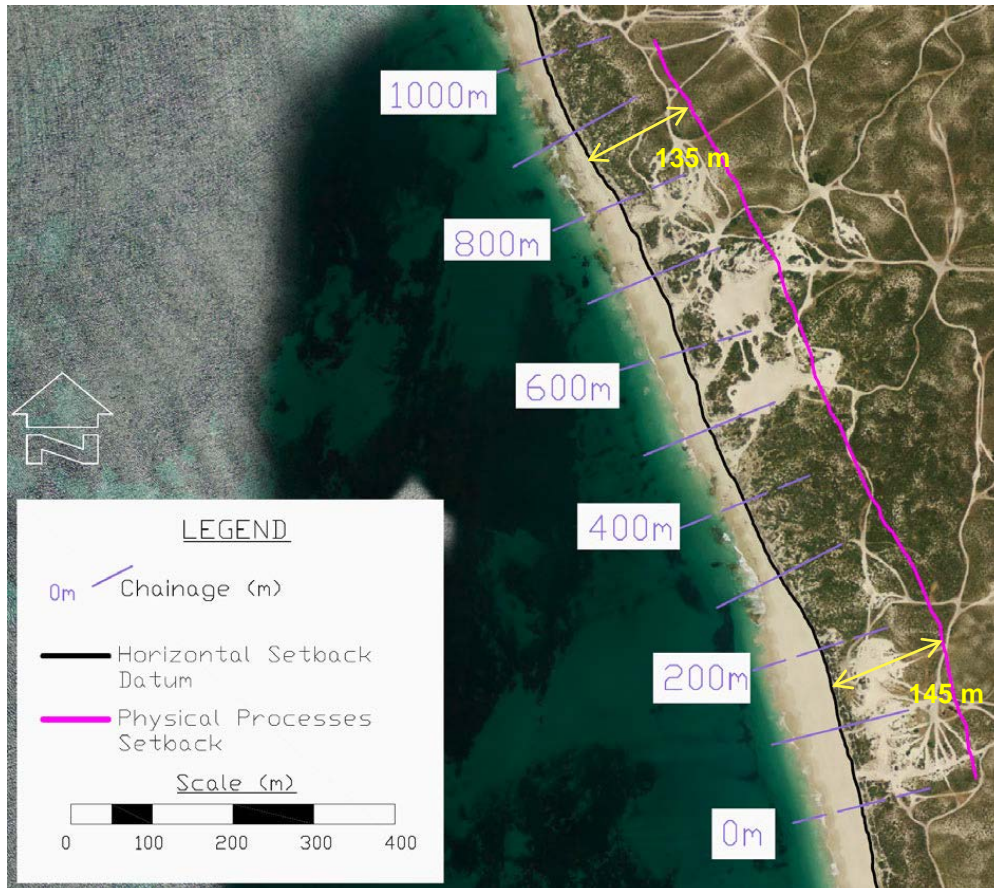 1000m
135 m
800m
600m
400m
200m
145 m
0m
N
LEGEND
0m Chainage (m)
Horizontal Setback
Datum
Physical Processes
Setback
Scale (m)
0 100 200 300 400